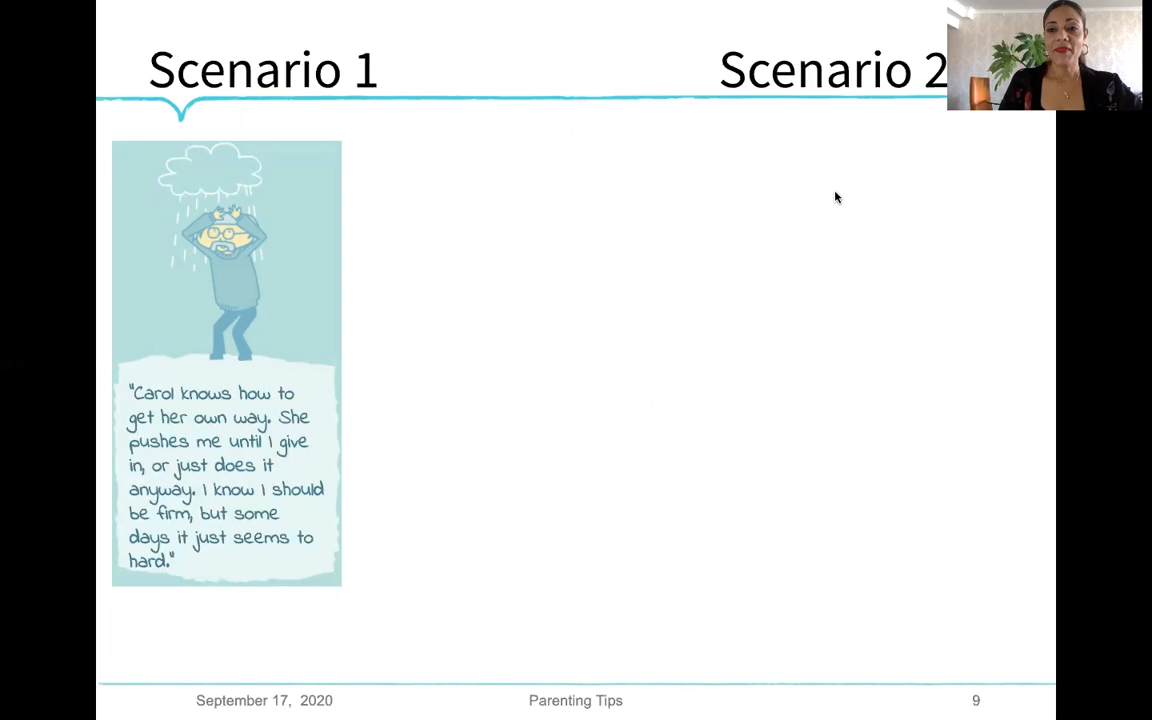 Scenario 1
Scenario 2
"Carol knows how to
get her own way. She
pushes me until I give
in, or just does it
anyway. I know I should
be firm, but some
days it just seems to
hard."
September 17, 2020
Parenting Tips
9